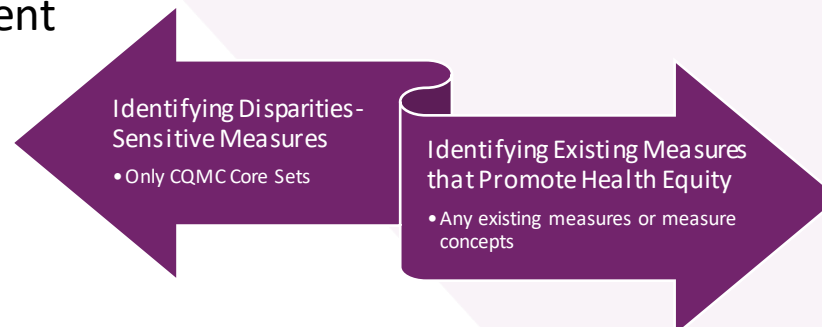 ent
Identifying Disparities-
Sensitive Measures
•Only CQMC Core Sets
Identifying Existing Measures
that Promote Health Equity
•Any existing measures or measure
concepts